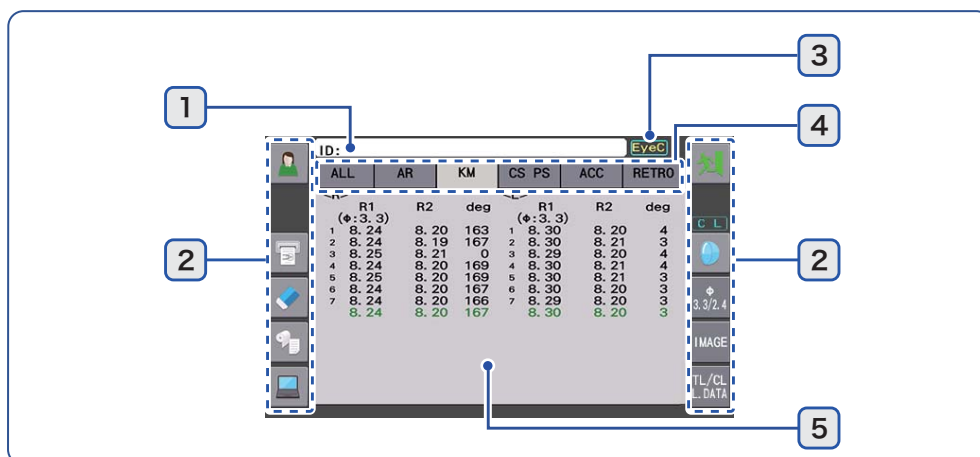 3
1
4
ID:
EyeC
ALL AR KM CS PS ACC RETRO
<R> <L>
R1 R2 deg R1 R2 deg
(Φ:3.3) (Φ:3.3)
1 8.24 8.20 163 1 8.30 8.20 4
2 8.24 8.19 167 2 8.30 8.21 3
3 8.25 8.21 0 3 8.29 8.20 4
4 8.24 8.20 169 4 8.30 8.21 4
5 8.25 8.20 169 5 8.30 8.21 3
6 8.24 8.20 167 6 8.30 8.20 3
7 8.24 8.20 166 7 8.29 8.20 3
8.24 8.20 167 8.30 8.20 3
2
CL
2
Φ
3.3/2.4
IMAGE
TL/CL
L.DATA
5